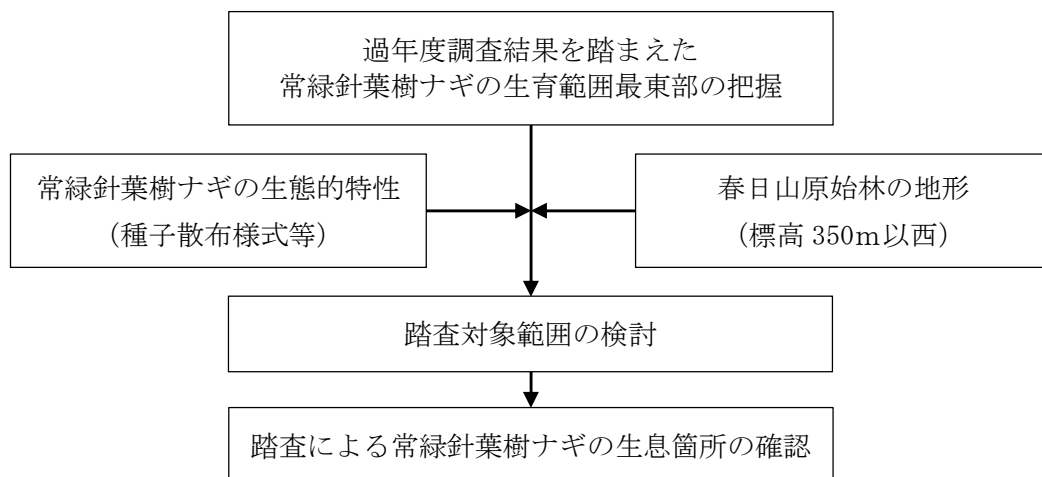 過年度調査結果を踏まえた
常緑針葉樹ナギの生育範囲最東部の把握
常緑針葉樹ナギの生態的特性
（種子散布様式等）
春日山原始林の地形
（標高 350m以西）
踏査対象範囲の検討
踏査による常緑針葉樹ナギの生息箇所の確認